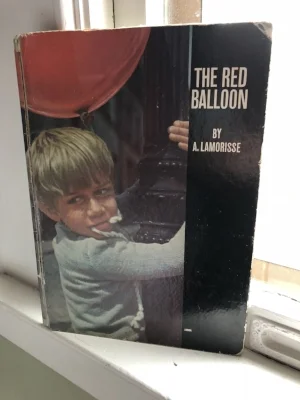 THE RED
BALLOON
BY
A. LAMORISSE